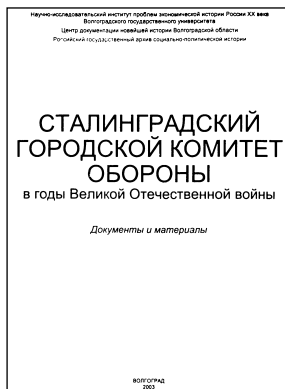 Научно-исследовательский институт проблем экономической истории России XX века
Волгоградского государственного университета
Центр документации новейшей истории Волгоградской области
Российский государственный архив социально-политической истории
СТАЛИНГРАДСКИЙ
ГОРОДСКОЙ КОМИТЕТ
ОБОРОНЫ
в годы Великой Отечественной войны
Документы и материалы
ВОЛГОГРАД
2003